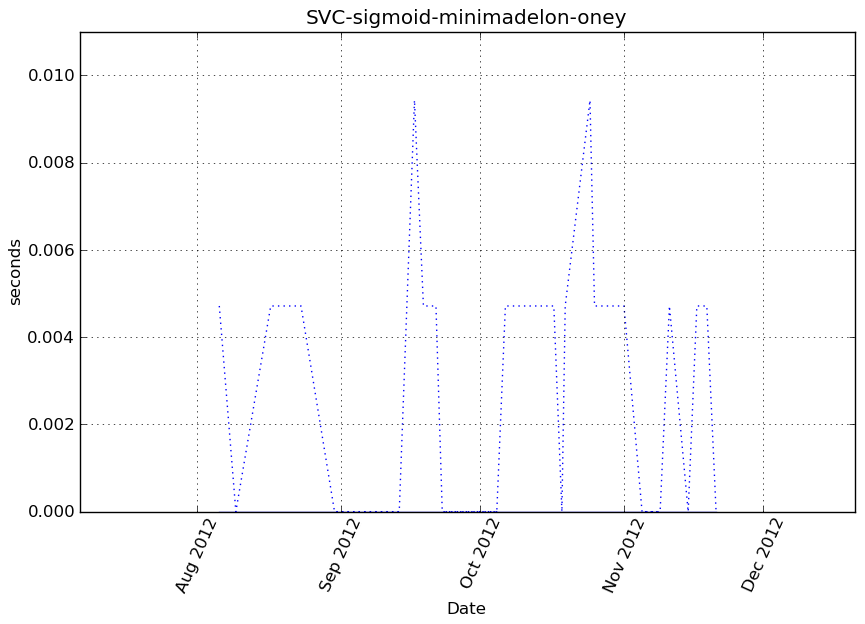 SVC-sigmoid-minimadelon-oney
0.010
0.008
0.006
0.004
0.002
0.000
seconds
Aug 2012
Sep 2012
Oct 2012
Nov 2012
Dec 2012
Date